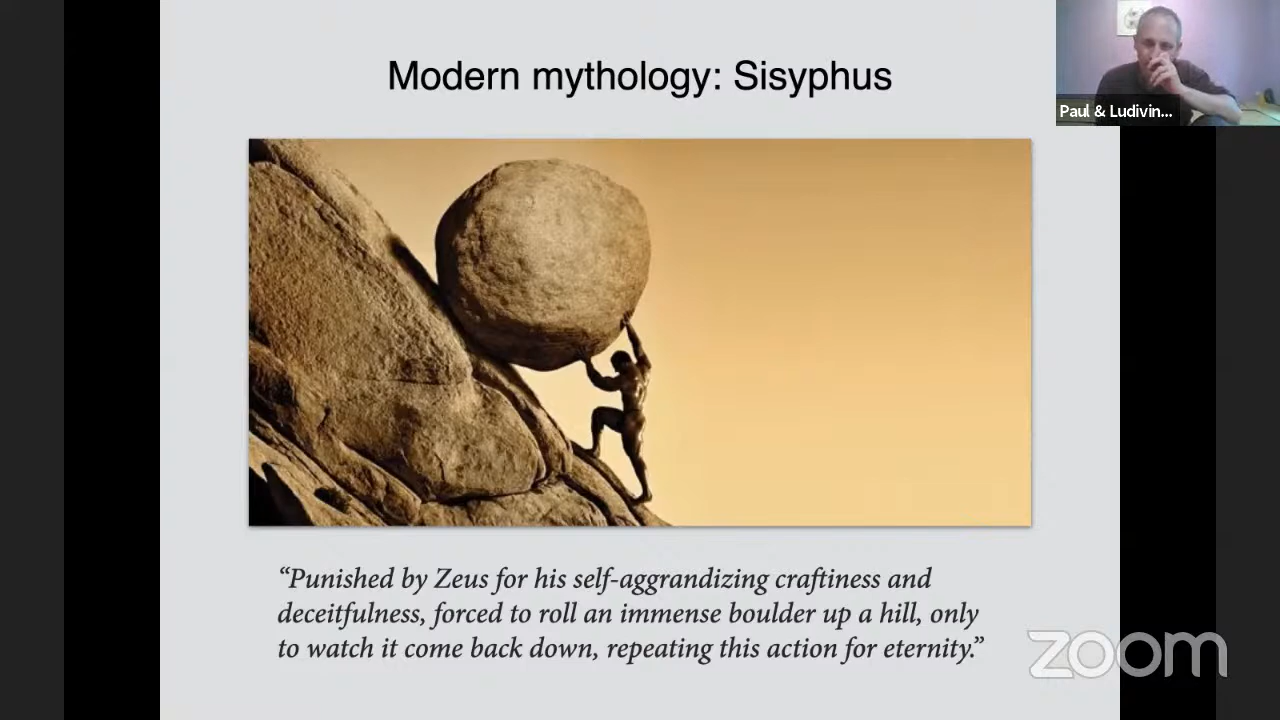 Modern mythology: Sisyphus
Paul & Ludivin...
“Punished by Zeus for his self-aggrandizing craftiness and
deceitfulness, forced to roll an immense boulder up a hill, only
to watch it come back down, repeating this action for eternity.”
zoom